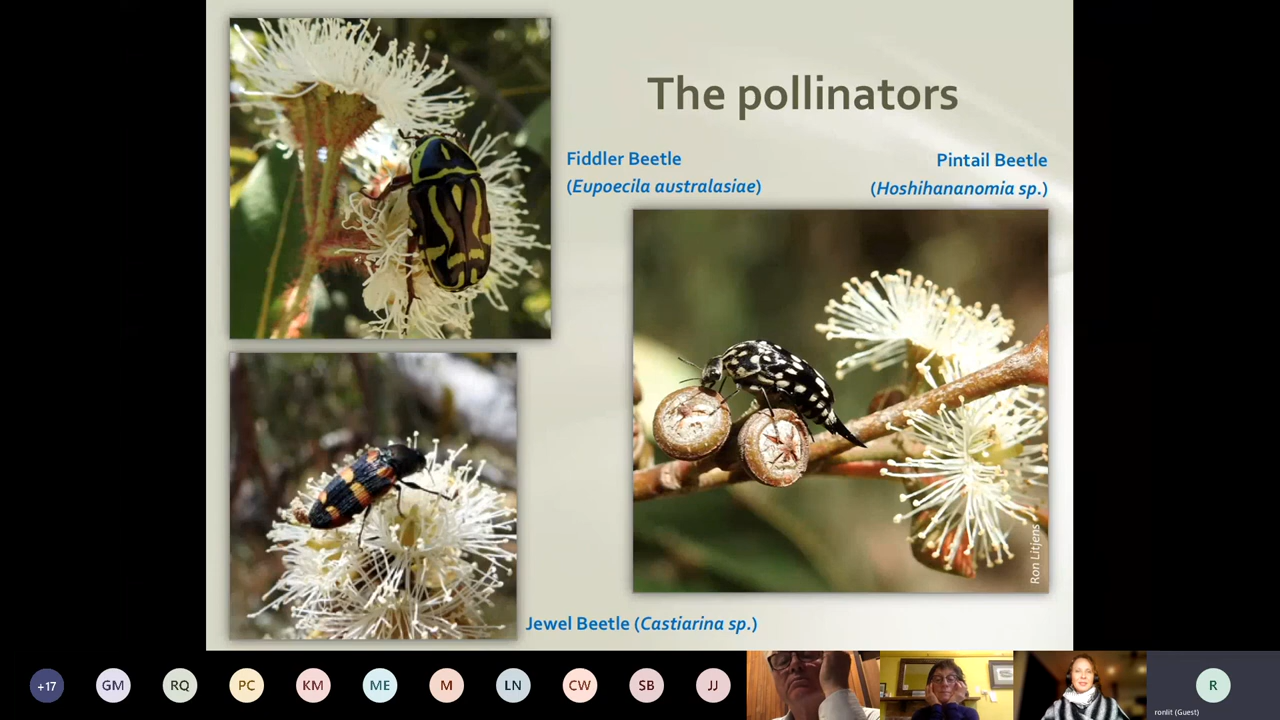 The pollinators
Fiddler Beetle
(Eupoecila australasiae)
Pintail Beetle
(Hoshihananomia sp.)
Ron Litjens
Jewel Beetle (Castiarina sp.)
+17
GM
RQ
PC
KM
ME
M
LN
CW
SB
JJ
R
ronlit (Guest)